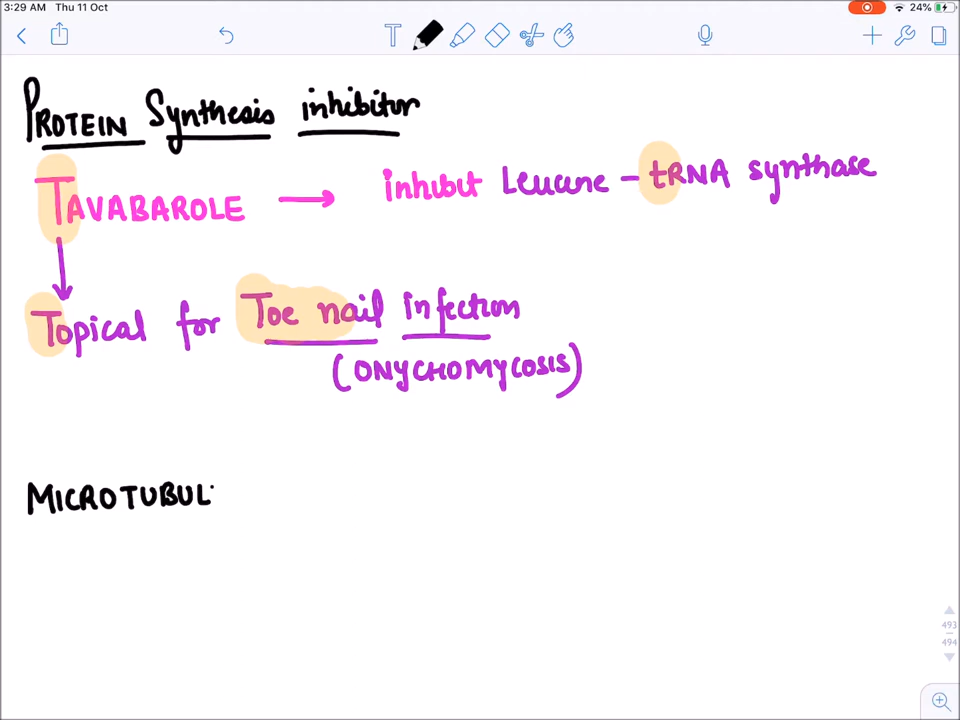 3:29 AM Thu 11 Oct 24%
T
PROTEIN Synthesis inhibitor
TAVABAROLE → inhibit Leucine - tRNA synthase
Topical for Toe nail infection
(ONYCHOMYCOSIS)
MICROTUBUL
493
494